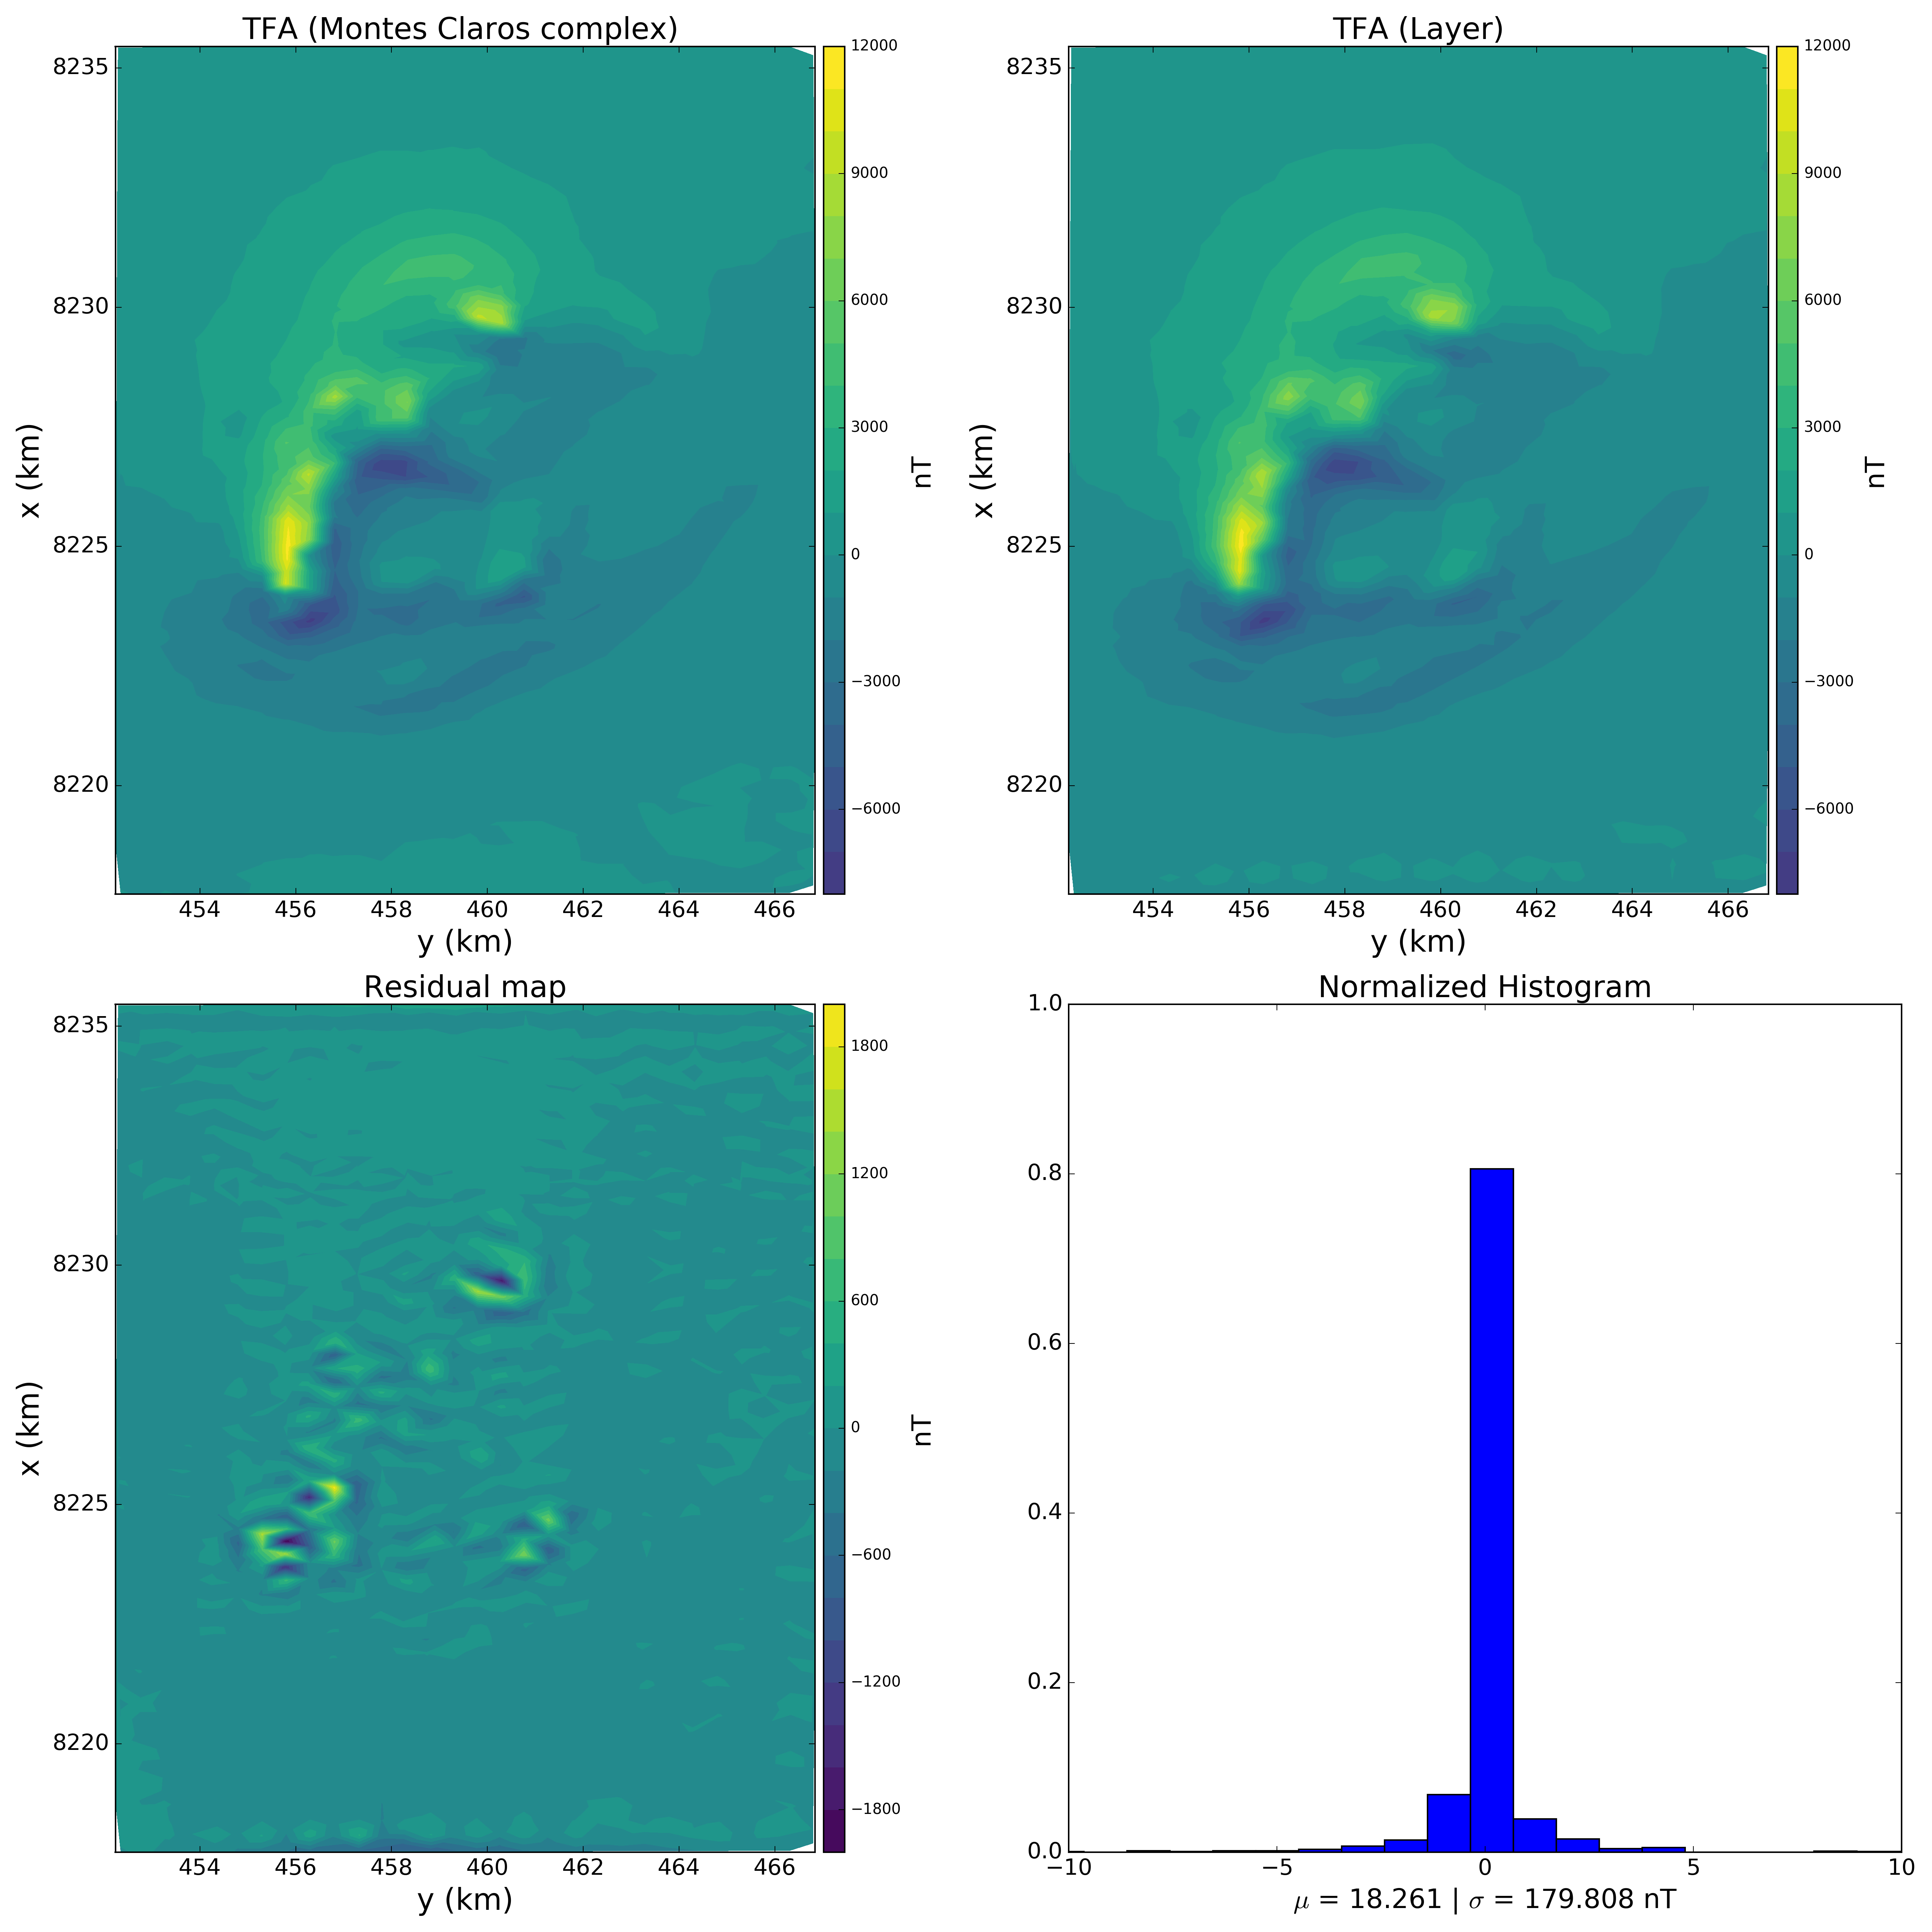 TFA (Montes Claros complex)
8235
8230
8225
8220
x (km)
454 456 458 460 462 464 466
y (km)
12000
9000
6000
3000
0
−3000
−6000
nT
TFA (Layer)
8235
8230
8225
8220
x (km)
454 456 458 460 462 464 466
y (km)
12000
9000
6000
3000
0
−3000
−6000
nT
Residual map
8235
8230
8225
8220
x (km)
454 456 458 460 462 464 466
y (km)
1800
1200
600
0
−600
−1200
−1800
nT
Normalized Histogram
1.0
0.8
0.6
0.4
0.2
0.0
−10 −5 0 5 10
μ = 18.261 | σ = 179.808 nT